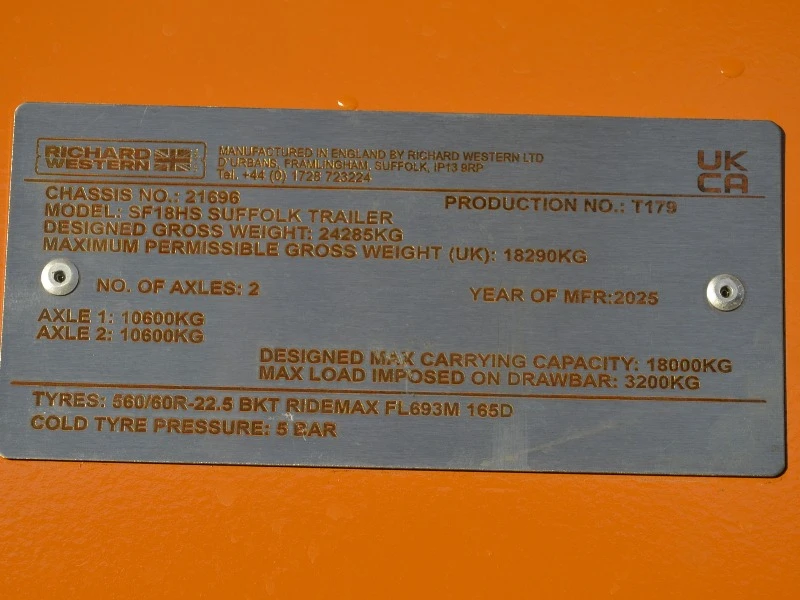 RICHARD WESTERN
MANUFACTURED IN ENGLAND BY RICHARD WESTERN LTD
D'URBANS, FRAMLINGHAM, SUFFOLK, IP13 9RP
Tel. +44 (0) 1728 723224
UK CA
CHASSIS NO.: 21696
PRODUCTION NO.: T179
MODEL: SF18HS SUFFOLK TRAILER
DESIGNED GROSS WEIGHT: 24285KG
MAXIMUM PERMISSIBLE GROSS WEIGHT (UK): 18290KG
NO. OF AXLES: 2
YEAR OF MFR:2025
AXLE 1: 10600KG
AXLE 2: 10600KG
DESIGNED MAX CARRYING CAPACITY: 18000KG
MAX LOAD IMPOSED ON DRAWBAR: 3200KG
TYRES: 560/60R-22.5 BKT RIDEMAX FL693M 165D
COLD TYRE PRESSURE: 5 BAR